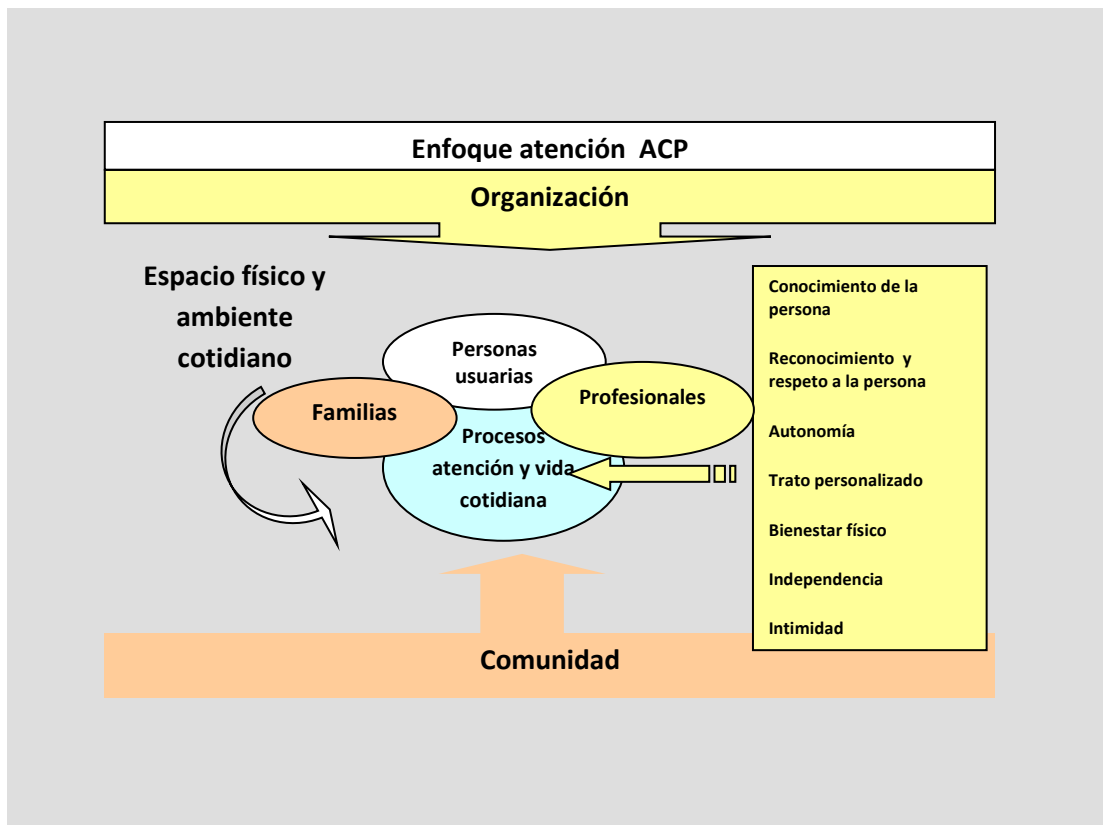 Enfoque atención ACP
Organización
Espacio físico y
ambiente
cotidiano
Personas
usuarias
Familias
Profesionales
Procesos
atención y vida
cotidiana
Conocimiento de la
persona
Reconocimiento y
respeto a la persona
Autonomía
Trato personalizado
Bienestar físico
Independencia
Intimidad
Comunidad